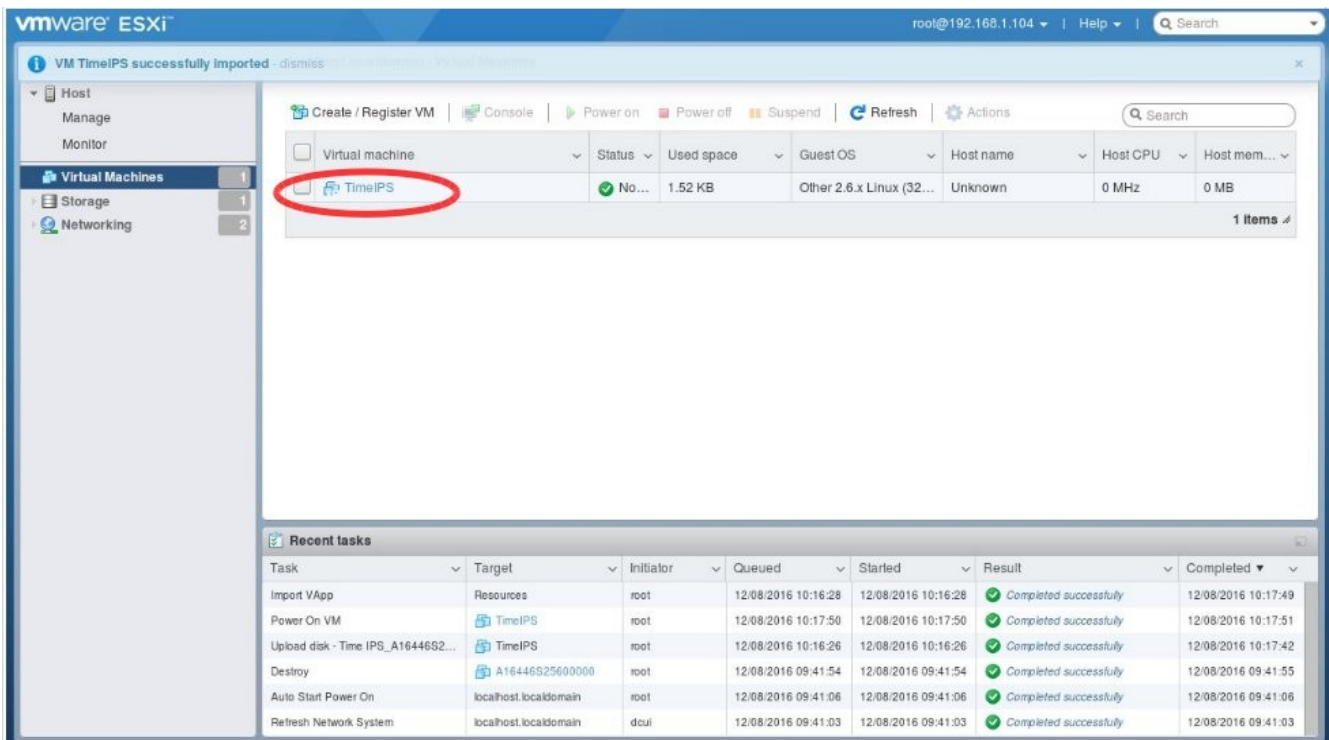 vmware ESXi™
root@192.168.1.104 | Help | Search
VM TimeIPS successfully imported - dismiss
Host
Manage
Monitor
Virtual Machines 1
Storage 1
Networking 2
Create / Register VM | Console | Power on Power off Suspend | Refresh | Actions Search
Virtual machine Status Used space Guest OS Host name Host CPU Host mem...
TimeIPS No... 1.52 KB Other 2.6.x Linux (32... Unknown 0 MHz 0 MB
1 items
Recent tasks
Task Target Initiator Queued Started Result Completed
Import VApp Resources root 12/08/2016 10:16:28 12/08/2016 10:16:28 Completed successfully 12/08/2016 10:17:49
Power On VM TimeIPS root 12/08/2016 10:17:50 12/08/2016 10:17:50 Completed successfully 12/08/2016 10:17:51
Upload disk - Time IPS_A16446S2... TimeIPS root 12/08/2016 10:16:26 12/08/2016 10:16:26 Completed successfully 12/08/2016 10:17:42
Destroy A16446S25600000 root 12/08/2016 09:41:54 12/08/2016 09:41:54 Completed successfully 12/08/2016 09:41:55
Auto Start Power On localhost.localdomain root 12/08/2016 09:41:06 12/08/2016 09:41:06 Completed successfully 12/08/2016 09:41:06
Refresh Network System localhost.localdomain dcui 12/08/2016 09:41:03 12/08/2016 09:41:03 Completed successfully 12/08/2016 09:41:03